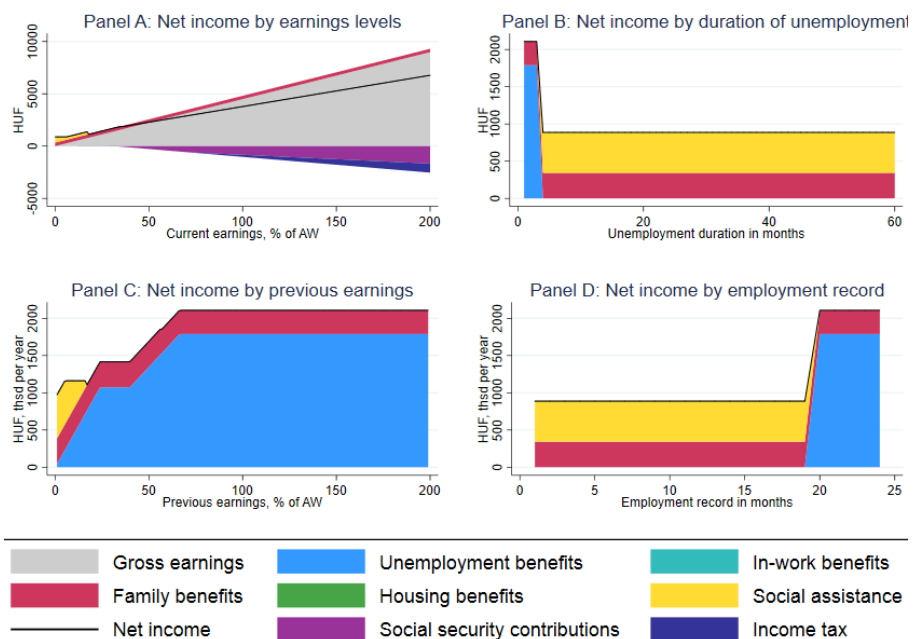 Panel A: Net income by earnings levels
HUF
10000
5000
0
-5000
0 50 100 150 200
Current earnings, % of AW
Panel B: Net income by duration of unemployment
HUF
2000
1500
1000
500
0
0 20 40 60
Unemployment duration in months
Panel C: Net income by previous earnings
HUF, thsd per year
2000
1500
1000
500
0
0 50 100 150 200
Previous earnings, % of AW
Panel D: Net income by employment record
HUF, thsd per year
2000
1500
1000
500
0
0 5 10 15 20 25
Employment record in months
Gross earnings Unemployment benefits In-work benefits
Family benefits Housing benefits Social assistance
Net income Social security contributions Income tax